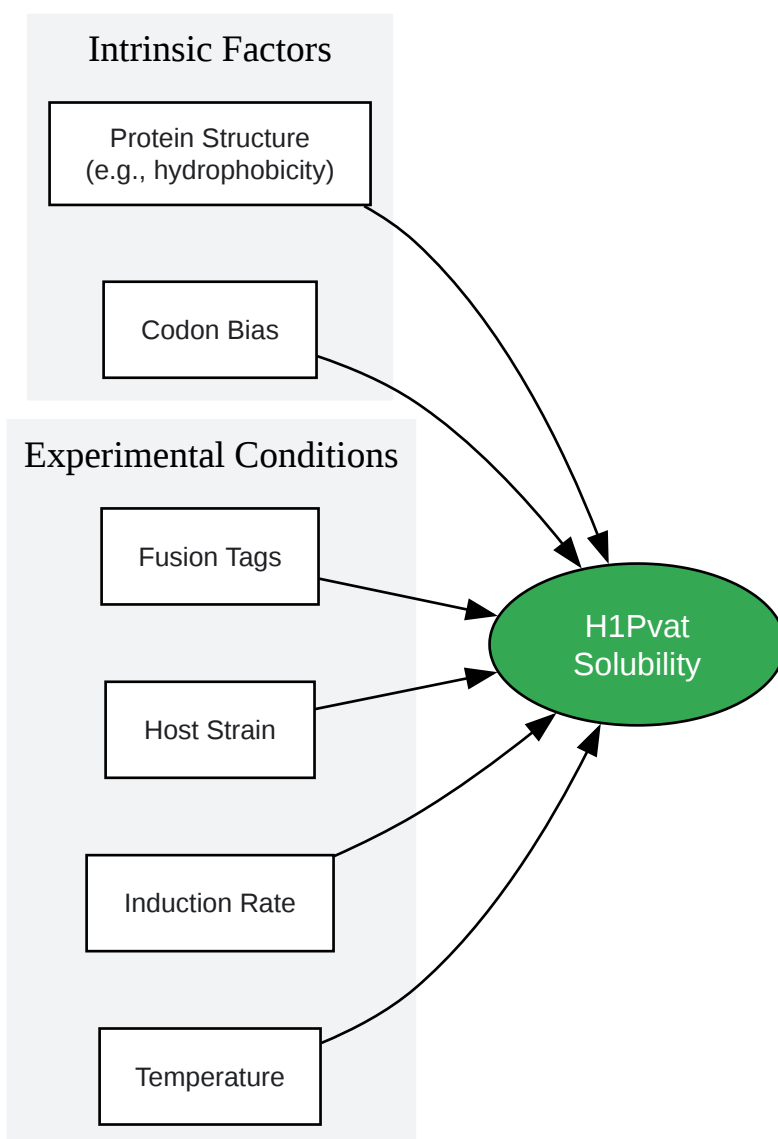 Intrinsic Factors
Protein Structure
(e.g., hydrophobicity)
Codon Bias
Experimental Conditions
Fusion Tags
Host Strain
Induction Rate
Temperature
H1Pvat
Solubility